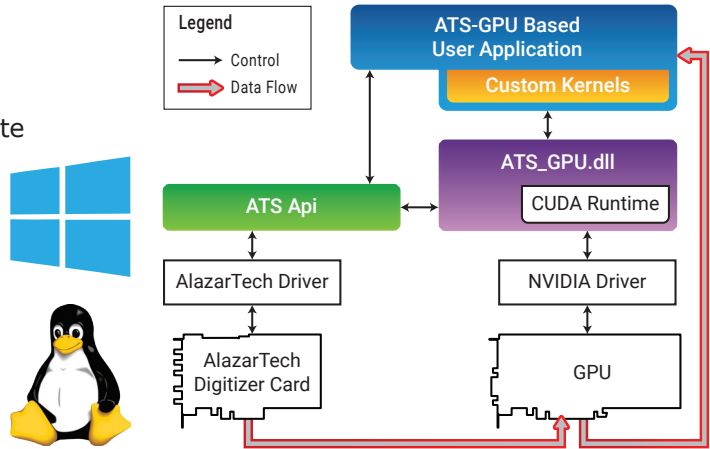 Legend
Control
Data Flow
ATS-GPU Based
User Application
Custom Kernels
te
ATS_GPU.dll
CUDA Runtime
ATS Api
AlazarTech Driver
NVIDIA Driver
AlazarTech
Digitizer Card
GPU